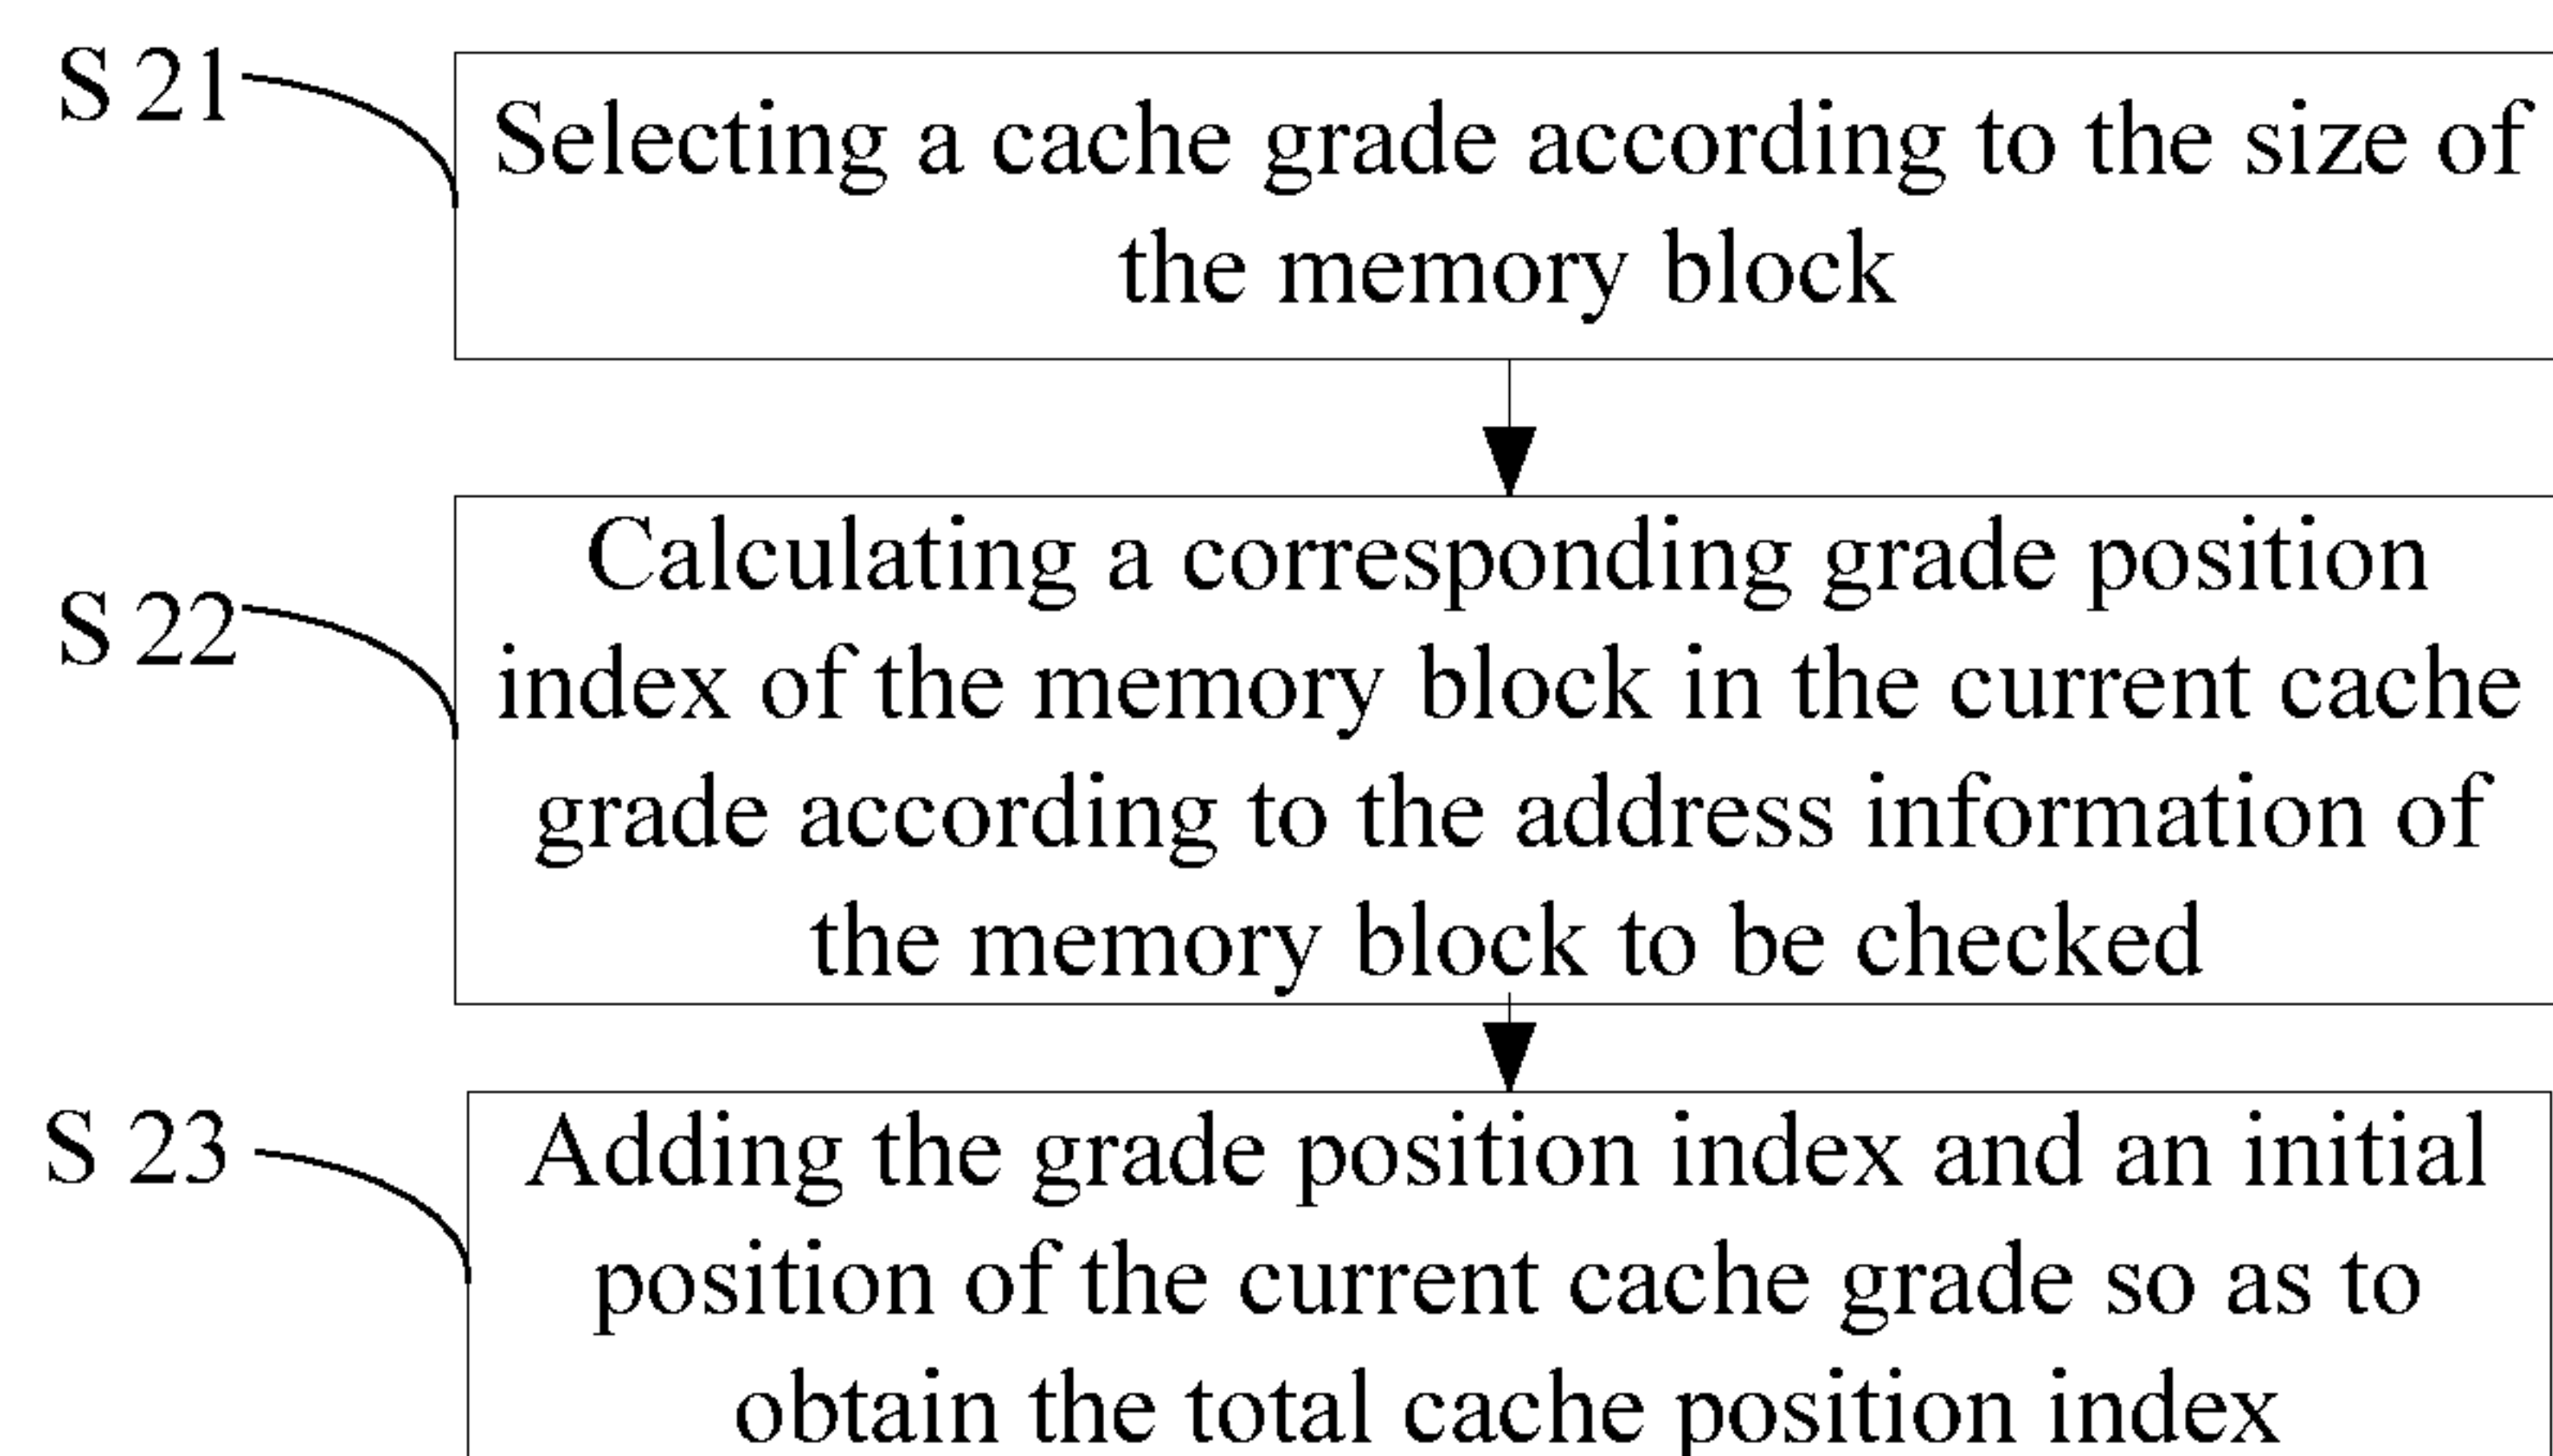 S 21
Selecting a cache grade according to the size of
the memory block
S 22
Calculating a corresponding grade position
index of the memory block in the current cache
grade according to the address information of
the memory block to be checked
S 23
Adding the grade position index and an initial
position of the current cache grade so as to
obtain the total cache position index